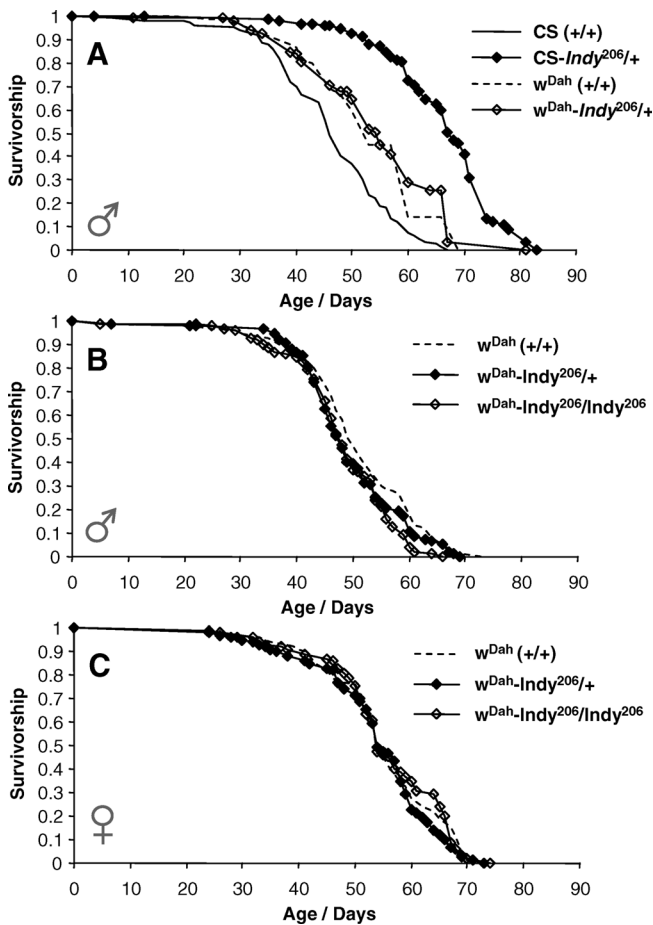 A
CS (+/+)
CS-Indy²⁰⁶/+
wᴰᵃʰ (+/+)
wᴰᵃʰ-Indy²⁰⁶/+
Survivorship
1
0.9
0.8
0.7
0.6
0.5
0.4
0.3
0.2
0.1
0
♂
0 10 20 30 40 50 60 70 80 90
Age / Days
B
wᴰᵃʰ (+/+)
wᴰᵃʰ-Indy²⁰⁶/+
wᴰᵃʰ-Indy²⁰⁶/Indy²⁰⁶
Survivorship
1
0.9
0.8
0.7
0.6
0.5
0.4
0.3
0.2
0.1
0
♂
0 10 20 30 40 50 60 70 80 90
Age / Days
C
wᴰᵃʰ (+/+)
wᴰᵃʰ-Indy²⁰⁶/+
wᴰᵃʰ-Indy²⁰⁶/Indy²⁰⁶
Survivorship
1
0.9
0.8
0.7
0.6
0.5
0.4
0.3
0.2
0.1
0
♀
0 10 20 30 40 50 60 70 80 90
Age / Days